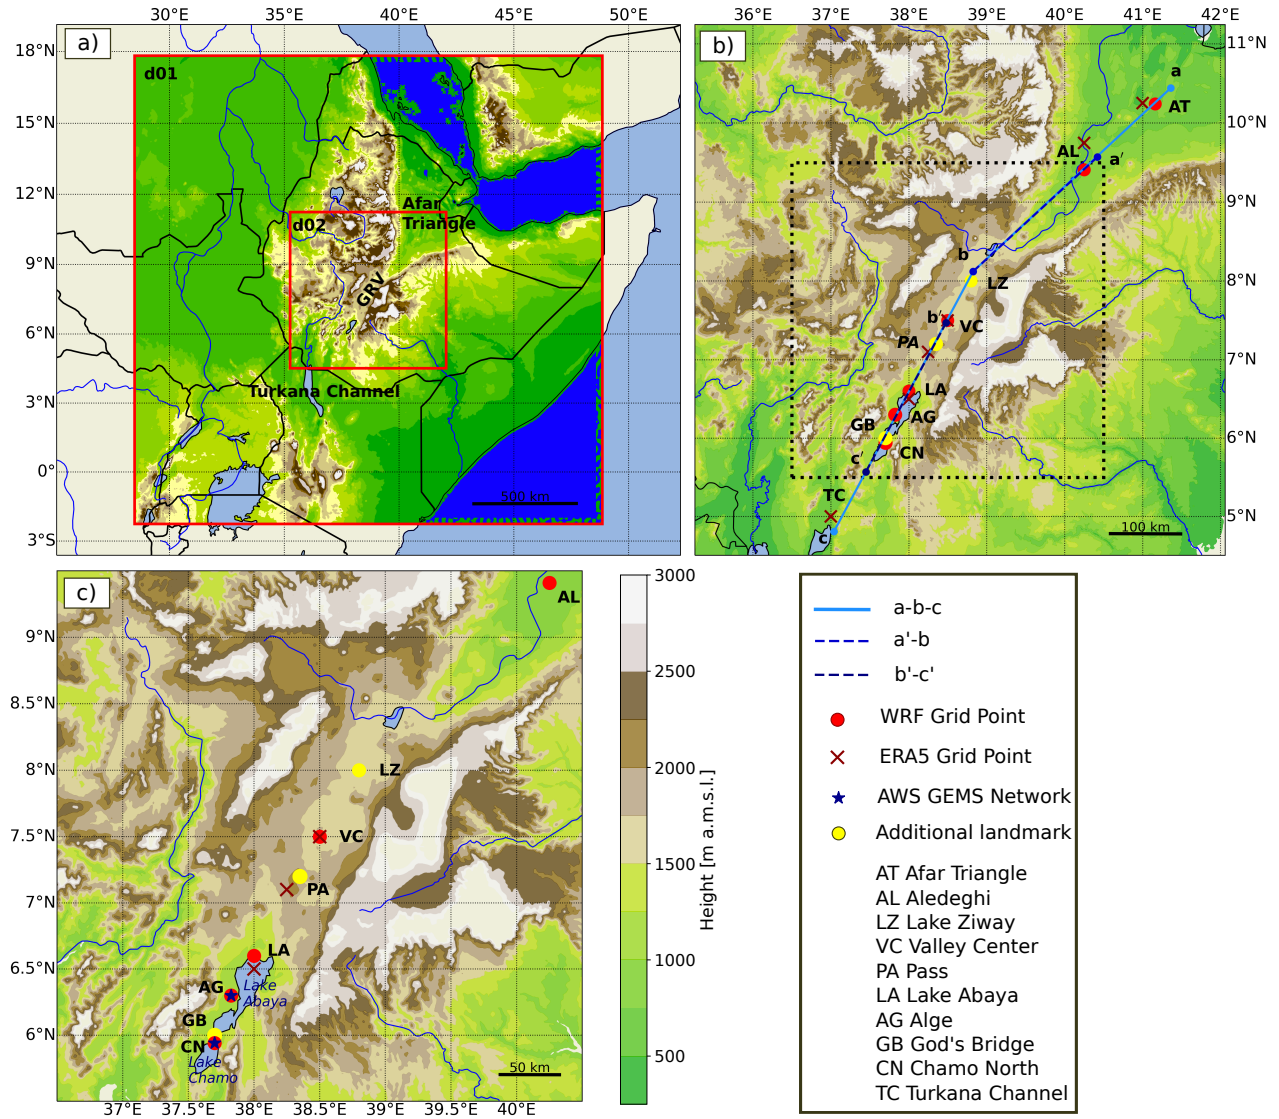 30°E 35°E 40°E 45°E 50°E
a)
18°N
15°N
12°N
9°N
6°N
3°N
0°
3°S
d01
d02
Afar
Triangle
GRV
Turkana Channel
500 km
36°E 37°E 38°E 39°E 40°E 41°E 42°E
b)
11°N
10°N
9°N
8°N
7°N
6°N
5°N
a
AT
AL
a'
b
LZ
b'
VC
PA
LA
AG
GB
CN
c'
TC
c
100 km
c)
9°N
8.5°N
8°N
7.5°N
7°N
6.5°N
6°N
AL
LZ
VC
PA
LA
AG
Lake
Abaya
GB
CN
Lake
Chamo
50 km
37°E 37.5°E 38.0°E 38.5°E 39°E 39.5°E 40°E
3000
2500
2000
1500
1000
500
Height [m a.m.s.l.]
a-b-c
a'-b
b'-c'
WRF Grid Point
ERA5 Grid Point
AWS GEMS Network
Additional landmark
AT Afar Triangle
AL Aledeghi
LZ Lake Ziway
VC Valley Center
PA Pass
LA Lake Abaya
AG Alge
GB God's Bridge
CN Chamo North
TC Turkana Channel